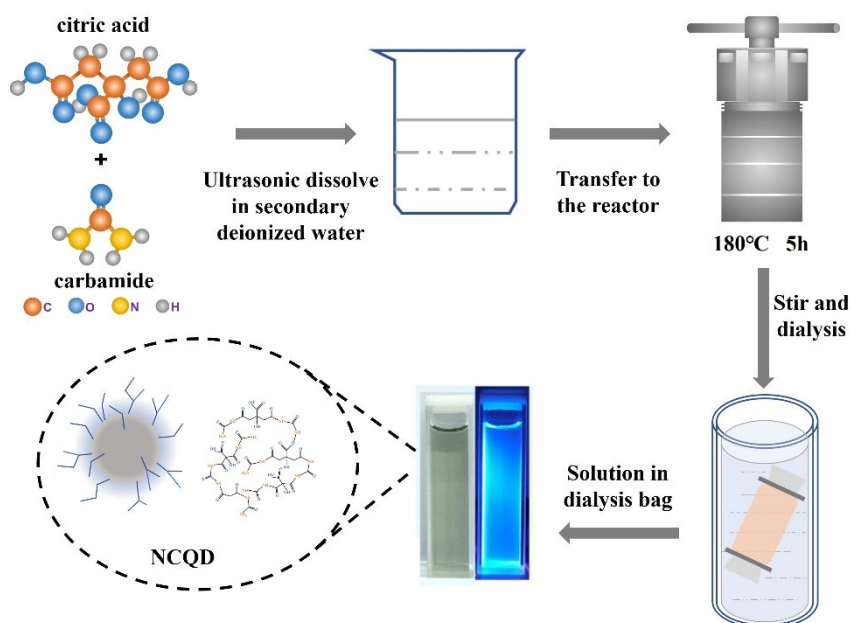 citric acid
+
carbamide
C O N H
Ultrasonic dissolve
in secondary
deionized water
Transfer to
the reactor
180°C 5h
Stir and
dialysis
Solution in
dialysis bag
NCQD